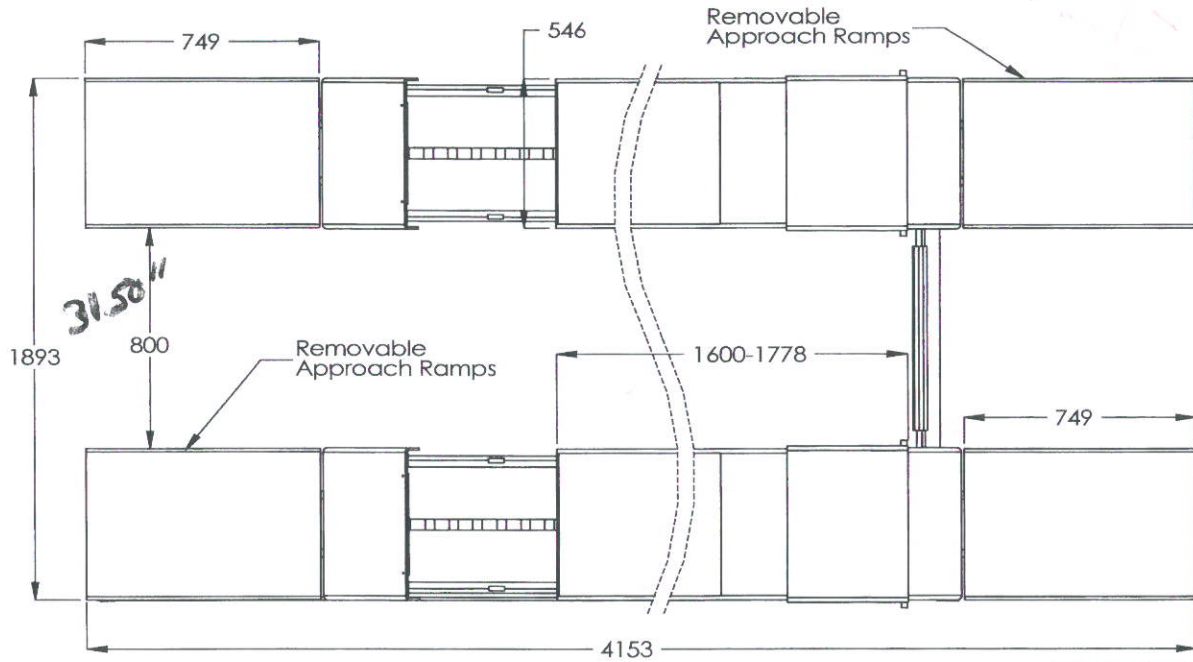 749
546
Removable
Approach Ramps
31.50"
1893
800
Removable
Approach Ramps
1600-1778
749
4153